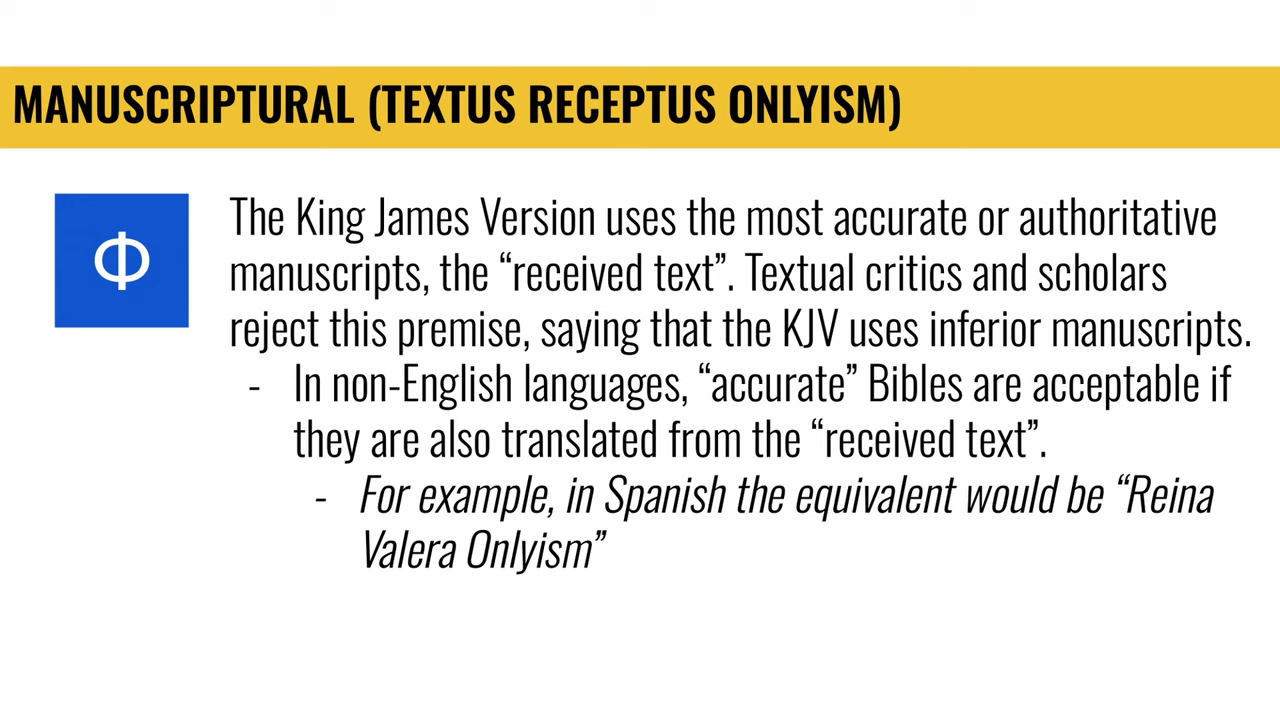 MANUSCRIPTURAL (TEXTUS RECEPTUS ONLYISM)
Φ
The King James Version uses the most accurate or authoritative
manuscripts, the “received text”. Textual critics and scholars
reject this premise, saying that the KJV uses inferior manuscripts.
- In non-English languages, “accurate” Bibles are acceptable if
they are also translated from the “received text”.
- For example, in Spanish the equivalent would be “Reina
Valera Onlyism”